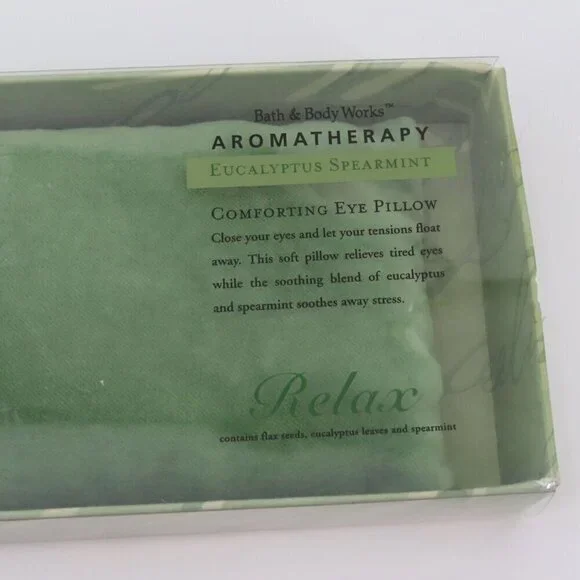 Bath & Body Works™
AROMATHERAPY
EUCALYPTUS SPEARMINT
COMFORTING EYE PILLOW
Close your eyes and let your tensions float
away. This soft pillow relieves tired eyes
while the soothing blend of eucalyptus
and spearmint soothes away stress.
Relax
contains flax seeds, eucalyptus leaves and spearmint